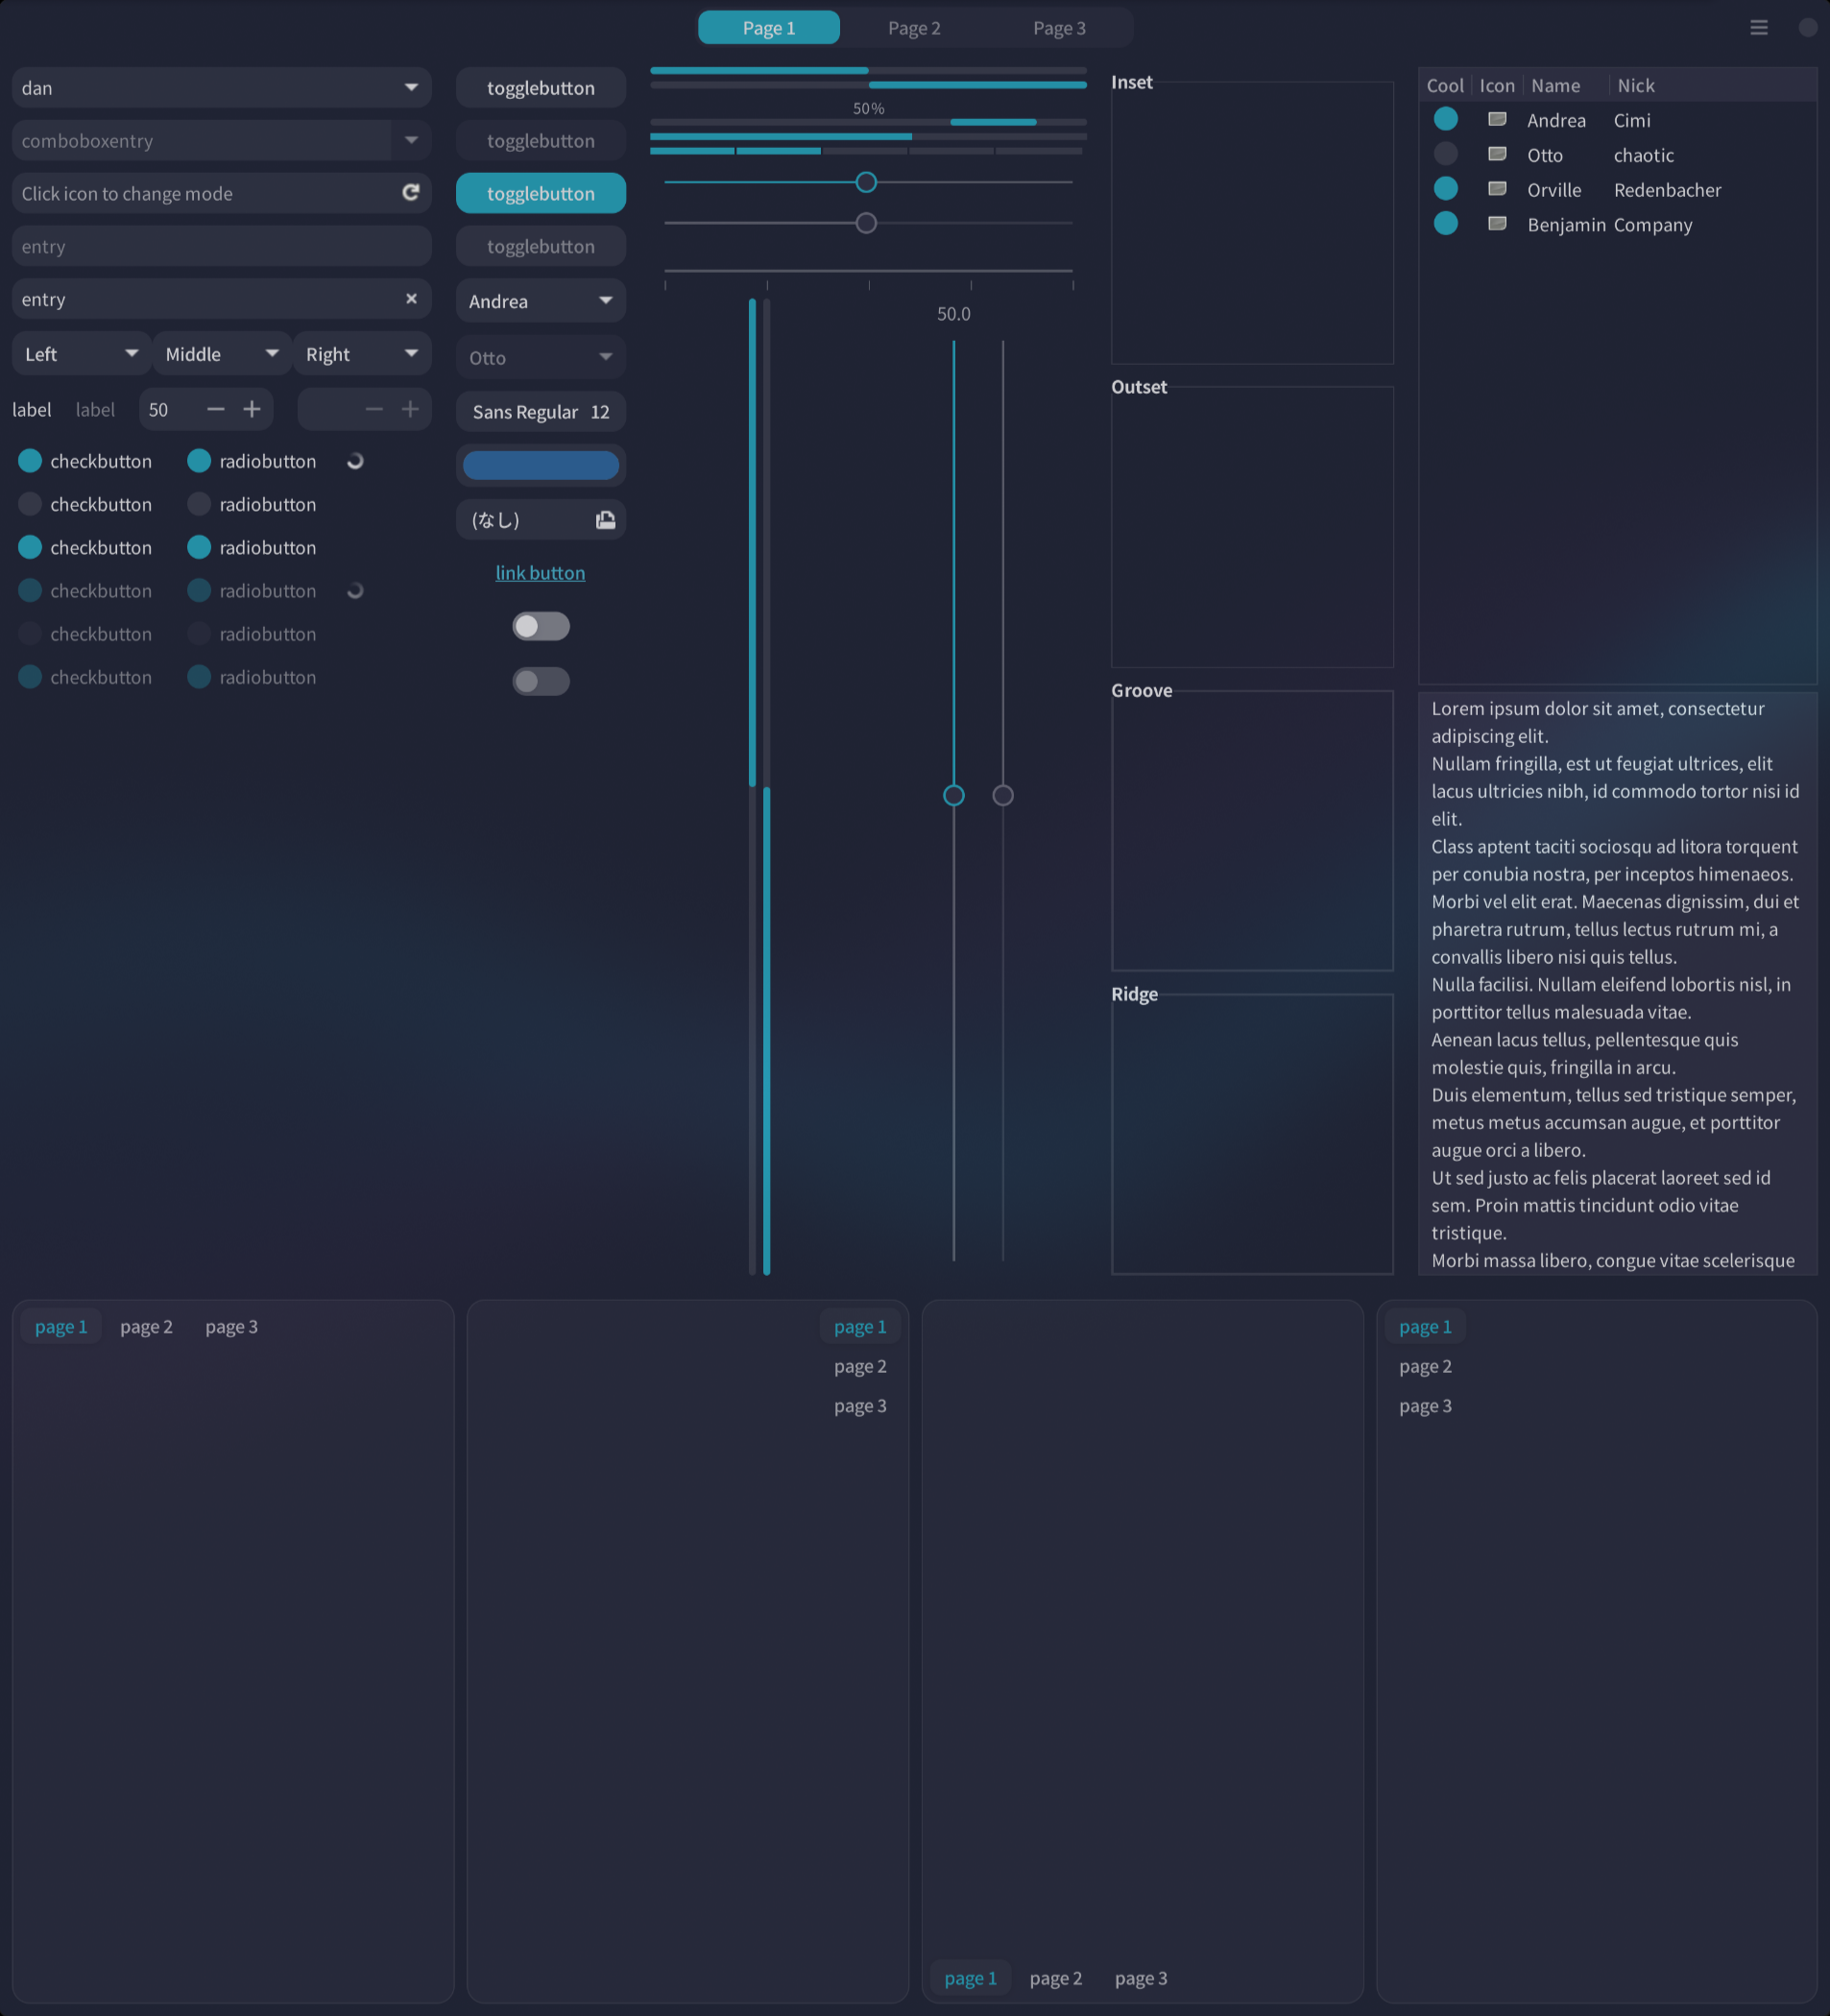 Page 1
Page 2
Page 3
dan
comboboxentry
Click icon to change mode
entry
entry
Left
Middle
Right
label
label
50
checkbutton
radiobutton
checkbutton
radiobutton
checkbutton
radiobutton
checkbutton
radiobutton
checkbutton
radiobutton
checkbutton
radiobutton
togglebutton
togglebutton
togglebutton
togglebutton
Andrea
Otto
Sans Regular 12
(なし)
link button
50%
50.0
Inset
Outset
Groove
Ridge
Cool Icon Name Nick
Andrea Cimi
Otto chaotic
Orville Redenbacher
Benjamin Company
Lorem ipsum dolor sit amet, consectetur
adipiscing elit.
Nullam fringilla, est ut feugiat ultrices, elit
lacus ultricies nibh, id commodo tortor nisi id
elit.
Class aptent taciti sociosqu ad litora torquent
per conubia nostra, per inceptos himenaeos.
Morbi vel elit erat. Maecenas dignissim, dui et
pharetra rutrum, tellus lectus rutrum mi, a
convallis libero nisi quis tellus.
Nulla facilisi. Nullam eleifend lobortis nisl, in
porttitor tellus malesuada vitae.
Aenean lacus tellus, pellentesque quis
molestie quis, fringilla in arcu.
Duis elementum, tellus sed tristique semper,
metus metus accumsan augue, et porttitor
augue orci a libero.
Ut sed justo ac felis placerat laoreet sed id
sem. Proin mattis tincidunt odio vitae
tristique.
Morbi massa libero, congue vitae scelerisque
page 1
page 2
page 3
page 1
page 2
page 3
page 1
page 2
page 3
page 1
page 2
page 3